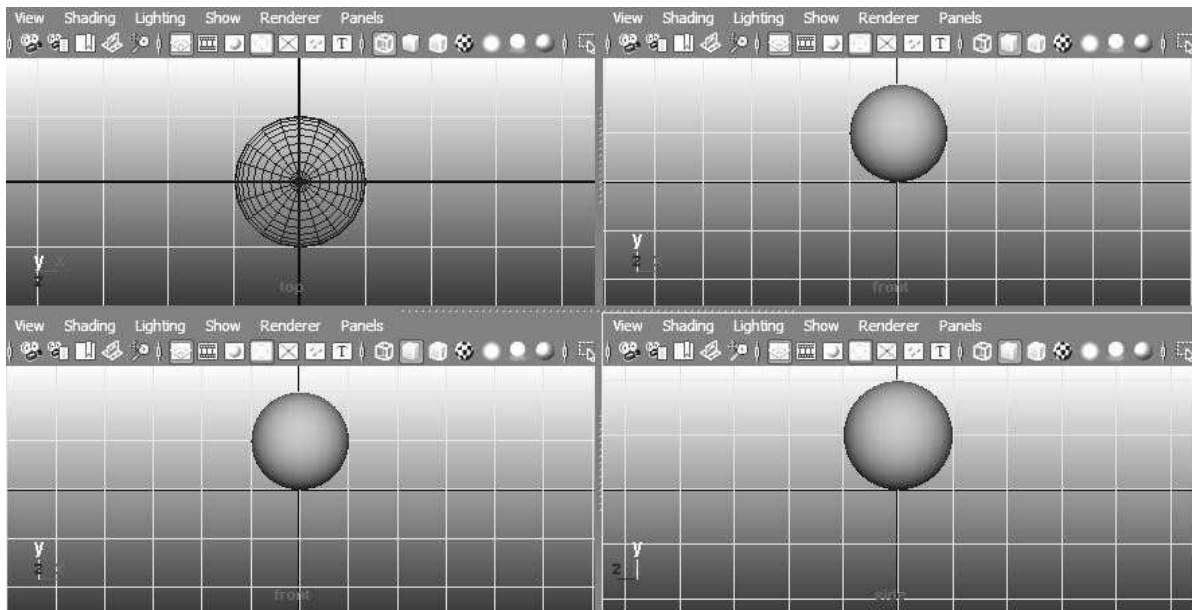 View Shading Lighting Show Renderer Panels
T
y
z x
top
View Shading Lighting Show Renderer Panels
T
y
z x
front
View Shading Lighting Show Renderer Panels
T
y
z x
front
View Shading Lighting Show Renderer Panels
T
y
z
side